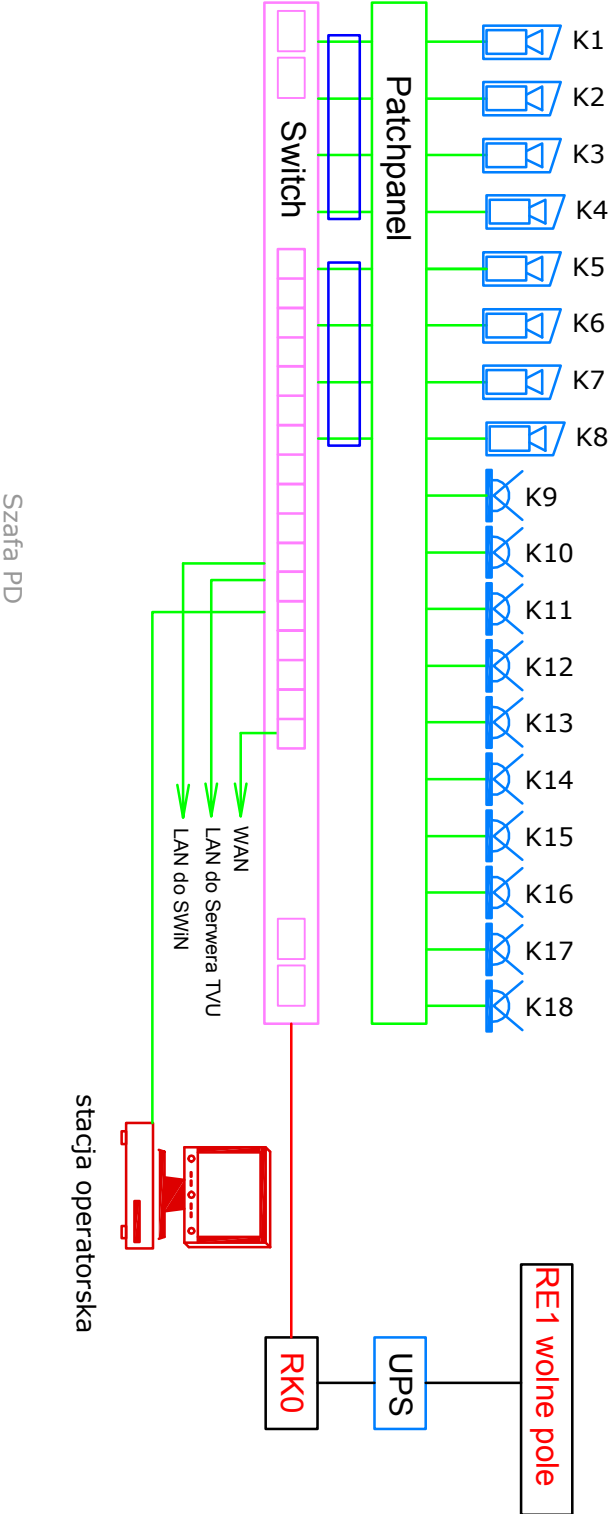 K1
K2
K3
K4
K5
K6
K7
K8
K9
K10
K11
K12
K13
K14
K15
K16
K17
K18
Patchpanel
Switch
WAN
LAN do Serwera TVU
LAN do SWiN
Szafa PD
stacja operatorska
RE1 wolne pole
UPS
RK0